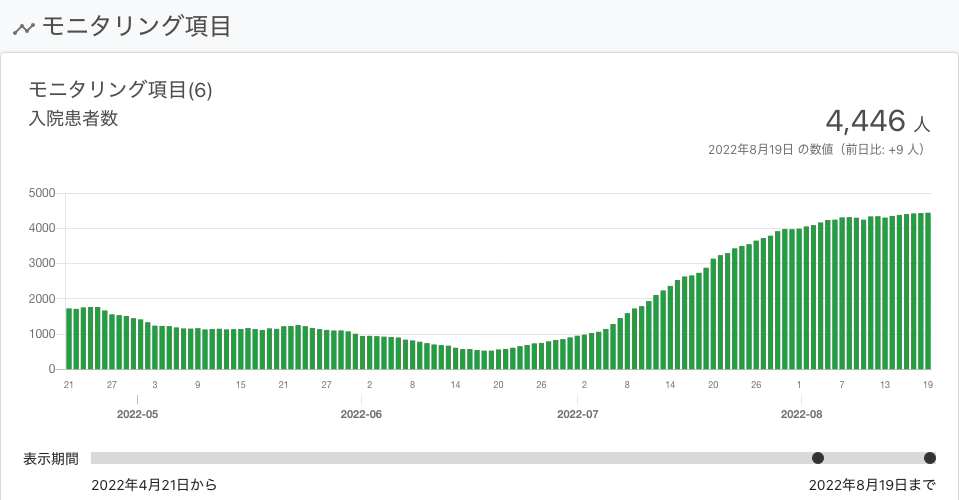 モニタリング項目
モニタリング項目(6)
入院患者数
4,446 人
2022年8月19日 の数値（前日比: +9 人）
5000
4000
3000
2000
1000
0
21 27 3 9 15 21 27 2 8 14 20 26 2 8 14 20 26 1 7 13 19
2022-05 2022-06 2022-07 2022-08
表示期間
2022年4月21日から 2022年8月19日まで